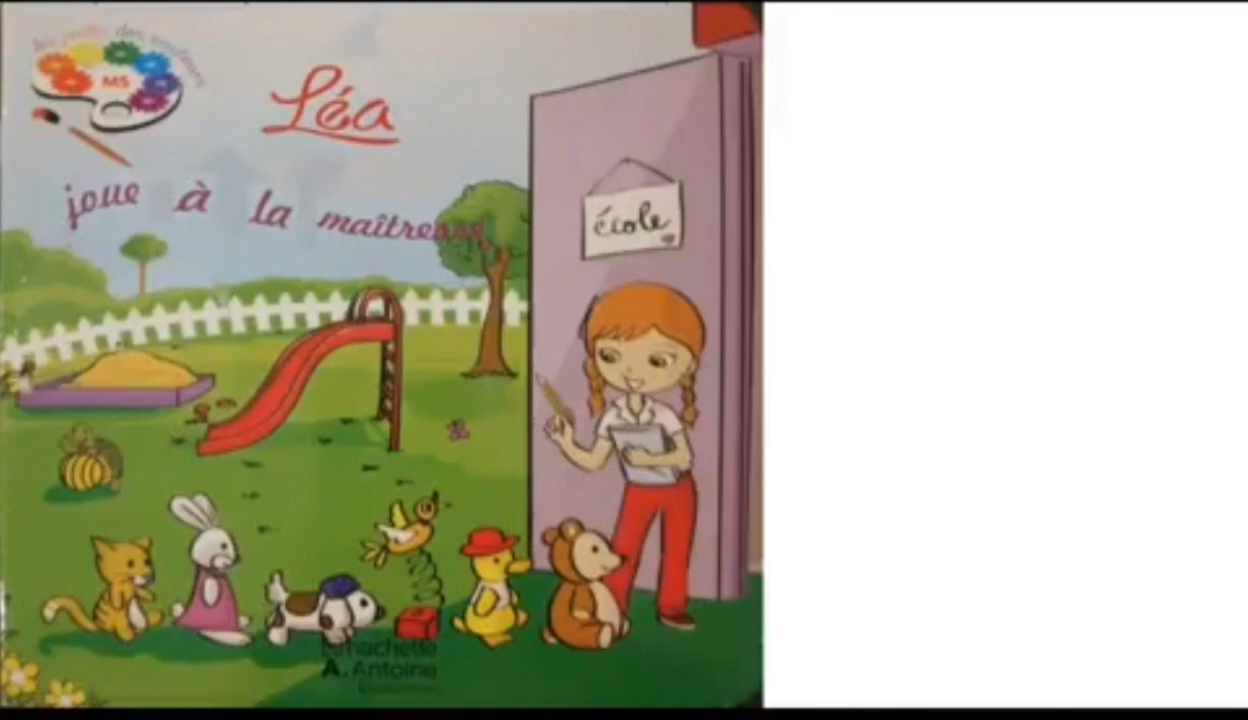 MS
Léa
joue à la maîtresse
école
hachette
A. Antoine